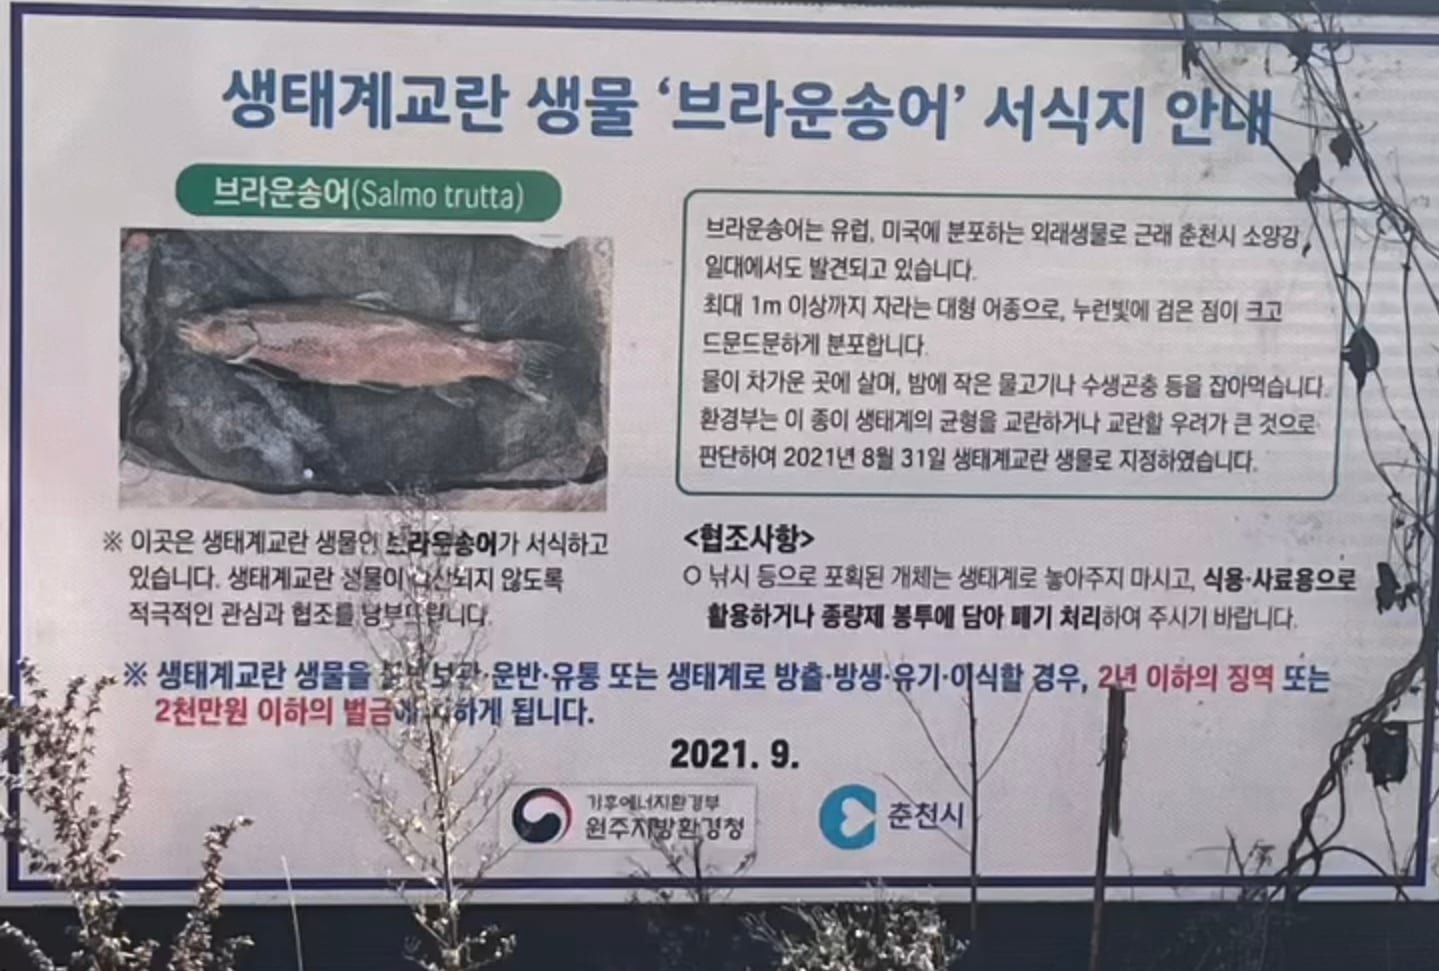 생태계교란 생물 ‘브라운송어’ 서식지 안내
브라운송어(Salmo trutta)
브라운송어는 유럽, 미국에 분포하는 외래생물로 근래 춘천시 소양강
일대에서도 발견되고 있습니다.
최대 1m 이상까지 자라는 대형 어종으로, 누런빛에 검은 점이 크고
드문드문하게 분포합니다.
물이 차가운 곳에 살며, 밤에 작은 물고기나 수생곤충 등을 잡아먹습니다.
환경부는 이 종이 생태계의 균형을 교란하거나 교란할 우려가 큰 것으로
판단하여 2021년 8월 31일 생태계교란 생물로 지정하였습니다.
※ 이곳은 생태계교란 생물인 브라운송어가 서식하고
있습니다. 생태계교란 생물이 확산되지 않도록
적극적인 관심과 협조를 당부드립니다.
<협조사항>
O 낚시 등으로 포획된 개체는 생태계로 놓아주지 마시고, 식용·사료용으로
활용하거나 종량제 봉투에 담아 폐기 처리하여 주시기 바랍니다.
※ 생태계교란 생물을 보관·운반·유통 또는 생태계로 방출·방생·유기·이식할 경우, 2년 이하의 징역 또는
2천만원 이하의 벌금에 하게 됩니다.
2021. 9.
기후에너지환경부
원주지방환경청
춘천시